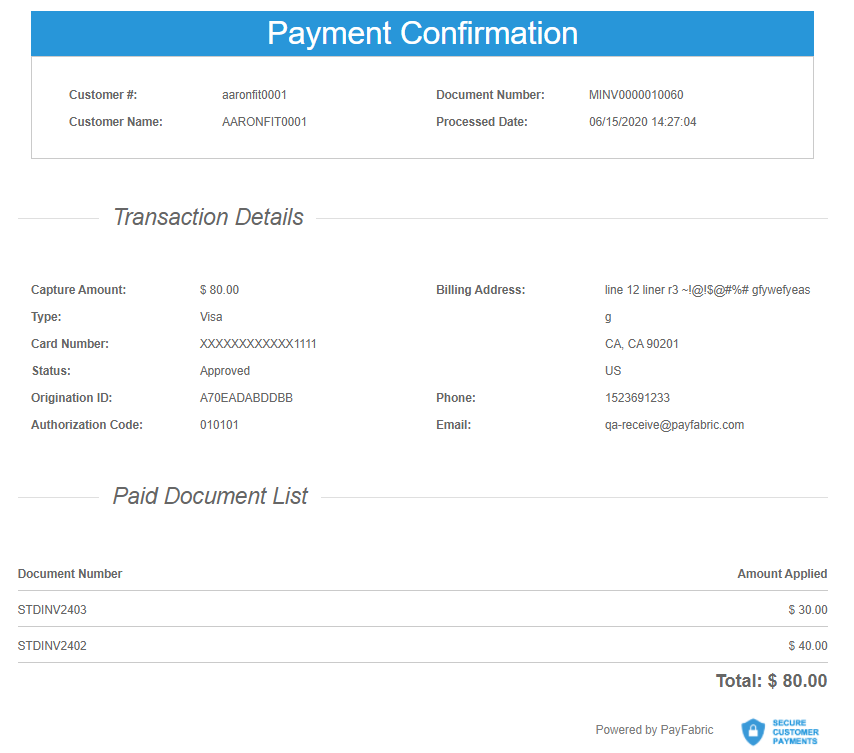 Payment Confirmation
Customer #: aaronfit0001 Document Number: MINV0000010060
Customer Name: AARONFIT0001 Processed Date: 06/15/2020 14:27:04
Transaction Details
Capture Amount: $ 80.00 Billing Address: line 12 liner r3 ~!@!$@#%# gfywefyeas
Type: Visa g
Card Number: XXXXXXXXXXXX1111 CA, CA 90201
Status: Approved US
Origination ID: A70EADABDDBB Phone: 1523691233
Authorization Code: 010101 Email: qa-receive@payfabric.com
Paid Document List
Document Number Amount Applied
STDINV2403 $ 30.00
STDINV2402 $ 40.00
Total: $ 80.00
Powered by PayFabric
SECURE
CUSTOMER
PAYMENTS